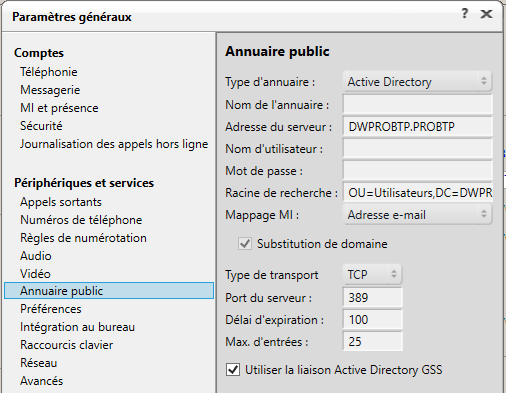 Paramètres généraux
? X
Comptes
Téléphonie
Messagerie
MI et présence
Sécurité
Journalisation des appels hors ligne
Périphériques et services
Appels sortants
Numéros de téléphone
Règles de numérotation
Audio
Vidéo
Annuaire public
Préférences
Intégration au bureau
Raccourcis clavier
Réseau
Avancés
Annuaire public
Type d'annuaire : Active Directory
Nom de l'annuaire :
Adresse du serveur : DWPROBTP.PROBTP
Nom d'utilisateur :
Mot de passe :
Racine de recherche : OU=Utilisateurs,DC=DWPR
Mappage MI : Adresse e-mail
Substitution de domaine
Type de transport TCP
Port du serveur : 389
Délai d'expiration : 100
Max. d'entrées : 25
Utiliser la liaison Active Directory GSS